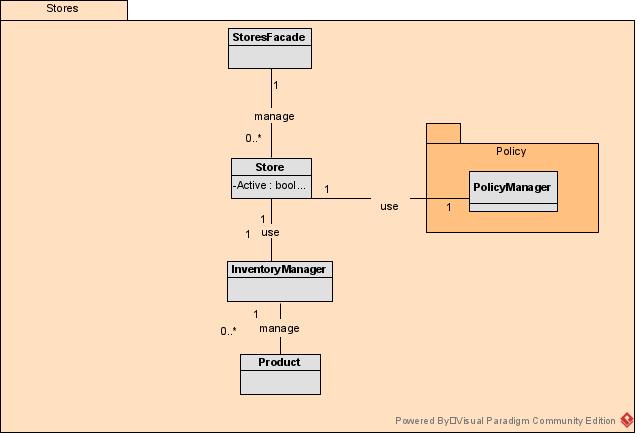 Stores
StoresFacade
1
manage
0..*
Store
-Active : bool...
1
use
1
Policy
PolicyManager
1
use
1
InventoryManager
1
manage
0..*
Product
Powered By□Visual Paradigm Community Edition